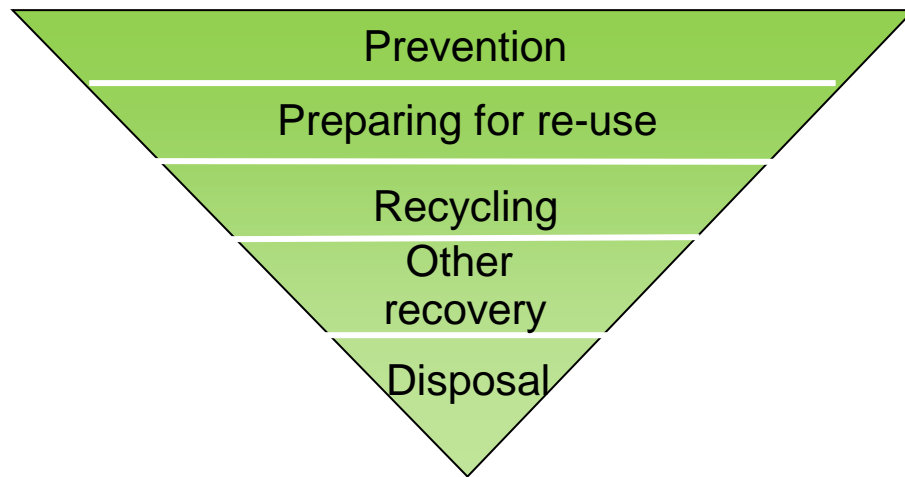 Prevention
Preparing for re-use
Recycling
Other
recovery
Disposal